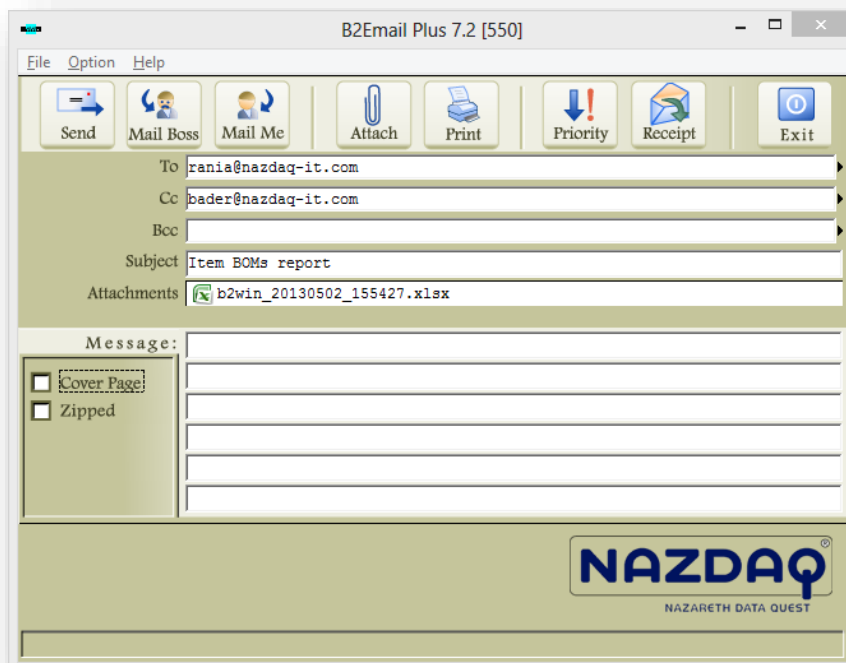 B2Email Plus 7.2 [550]
File Option Help
Send Mail Boss Mail Me Attach Print Priority Receipt Exit
To rania@nazdaq-it.com
Cc bader@nazdaq-it.com
Bcc
Subject Item BOMs report
Attachments b2win_20130502_155427.xlsx
Message:
Cover Page
Zipped
NAZDAQ®
NAZARETH DATA QUEST